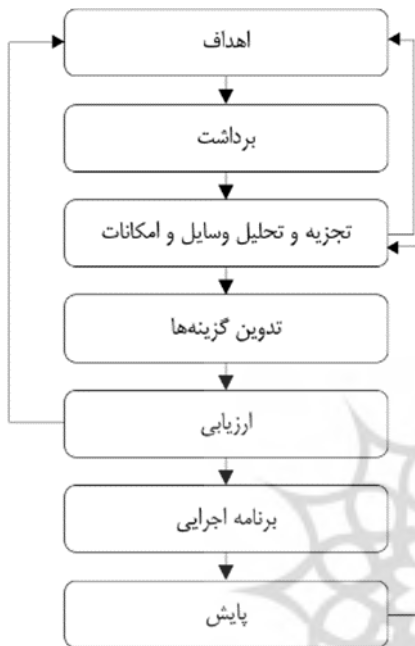 اهداف
برداشت
تجزیه و تحلیل وسایل و امکانات
تدوین گزینه‌ها
ارزیابی
برنامه اجرایی
پایش